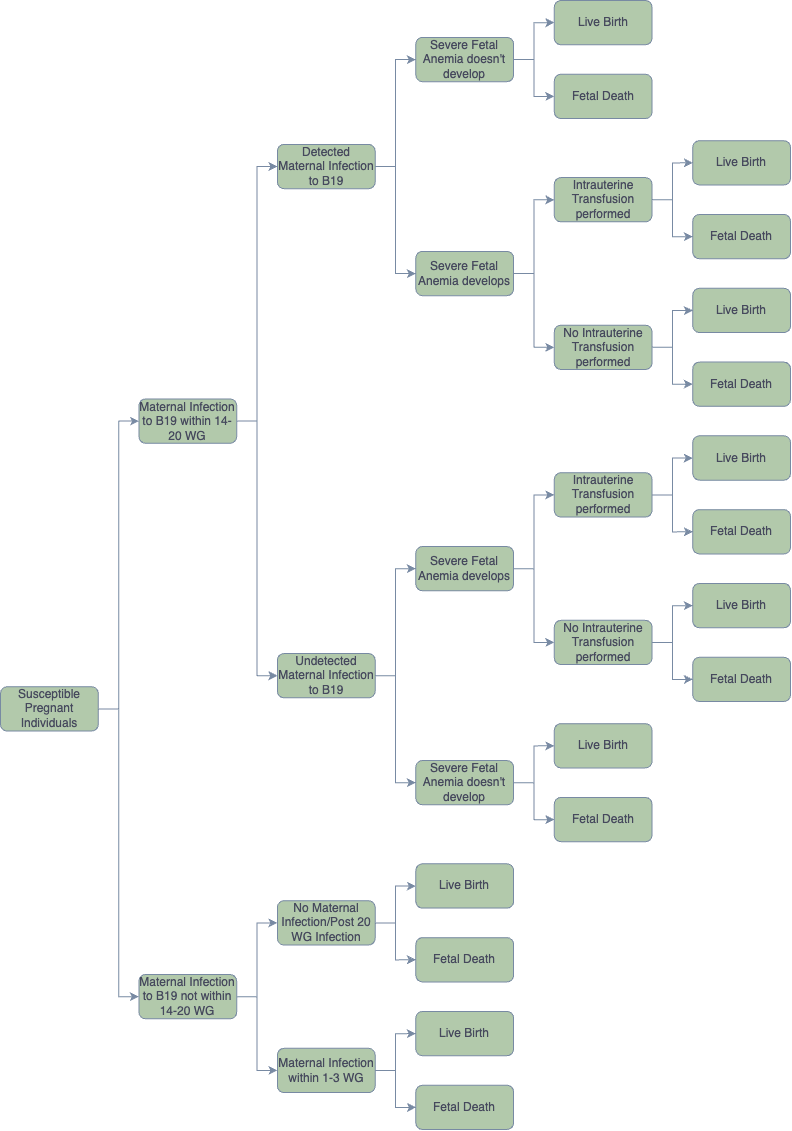 Live Birth
Severe Fetal
Anemia doesn't
develop
Fetal Death
Detected
Maternal Infection
to B19
Live Birth
Intrauterine
Transfusion
performed
Fetal Death
Severe Fetal
Anemia develops
Live Birth
No Intrauterine
Transfusion
performed
Fetal Death
Maternal Infection
to B19 within 14-
20 WG
Live Birth
Intrauterine
Transfusion
performed
Fetal Death
Severe Fetal
Anemia develops
Live Birth
No Intrauterine
Transfusion
performed
Fetal Death
Undetected
Maternal Infection
to B19
Susceptible
Pregnant
Individuals
Live Birth
Severe Fetal
Anemia doesn't
develop
Fetal Death
Live Birth
No Maternal
Infection/Post 20
WG Infection
Fetal Death
Maternal Infection
to B19 not within
14-20 WG
Live Birth
Maternal Infection
within 1-3 WG
Fetal Death